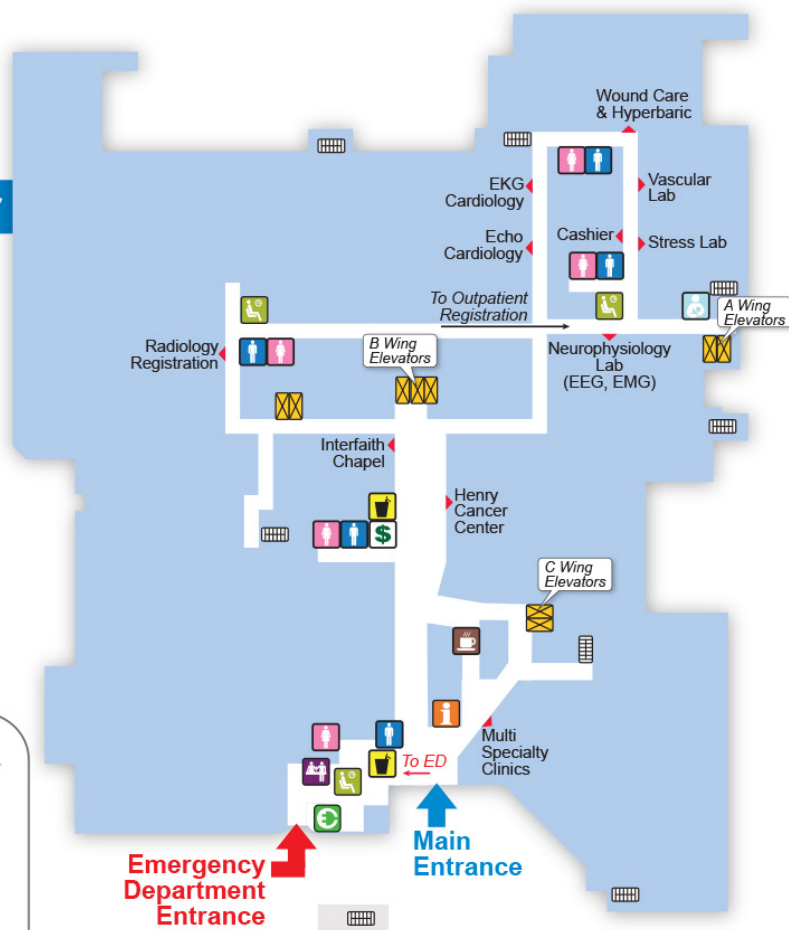 Wound Care
& Hyperbaric
EKG
Cardiology
Vascular
Lab
Echo
Cardiology
Cashier
Stress Lab
To Outpatient
Registration
A Wing
Elevators
B Wing
Elevators
Radiology
Registration
Neurophysiology
Lab
(EEG, EMG)
Interfaith
Chapel
Henry
Cancer
Center
$
C Wing
Elevators
i
Multi
Specialty
Clinics
To ED
E
Main
Entrance
Emergency
Department
Entrance